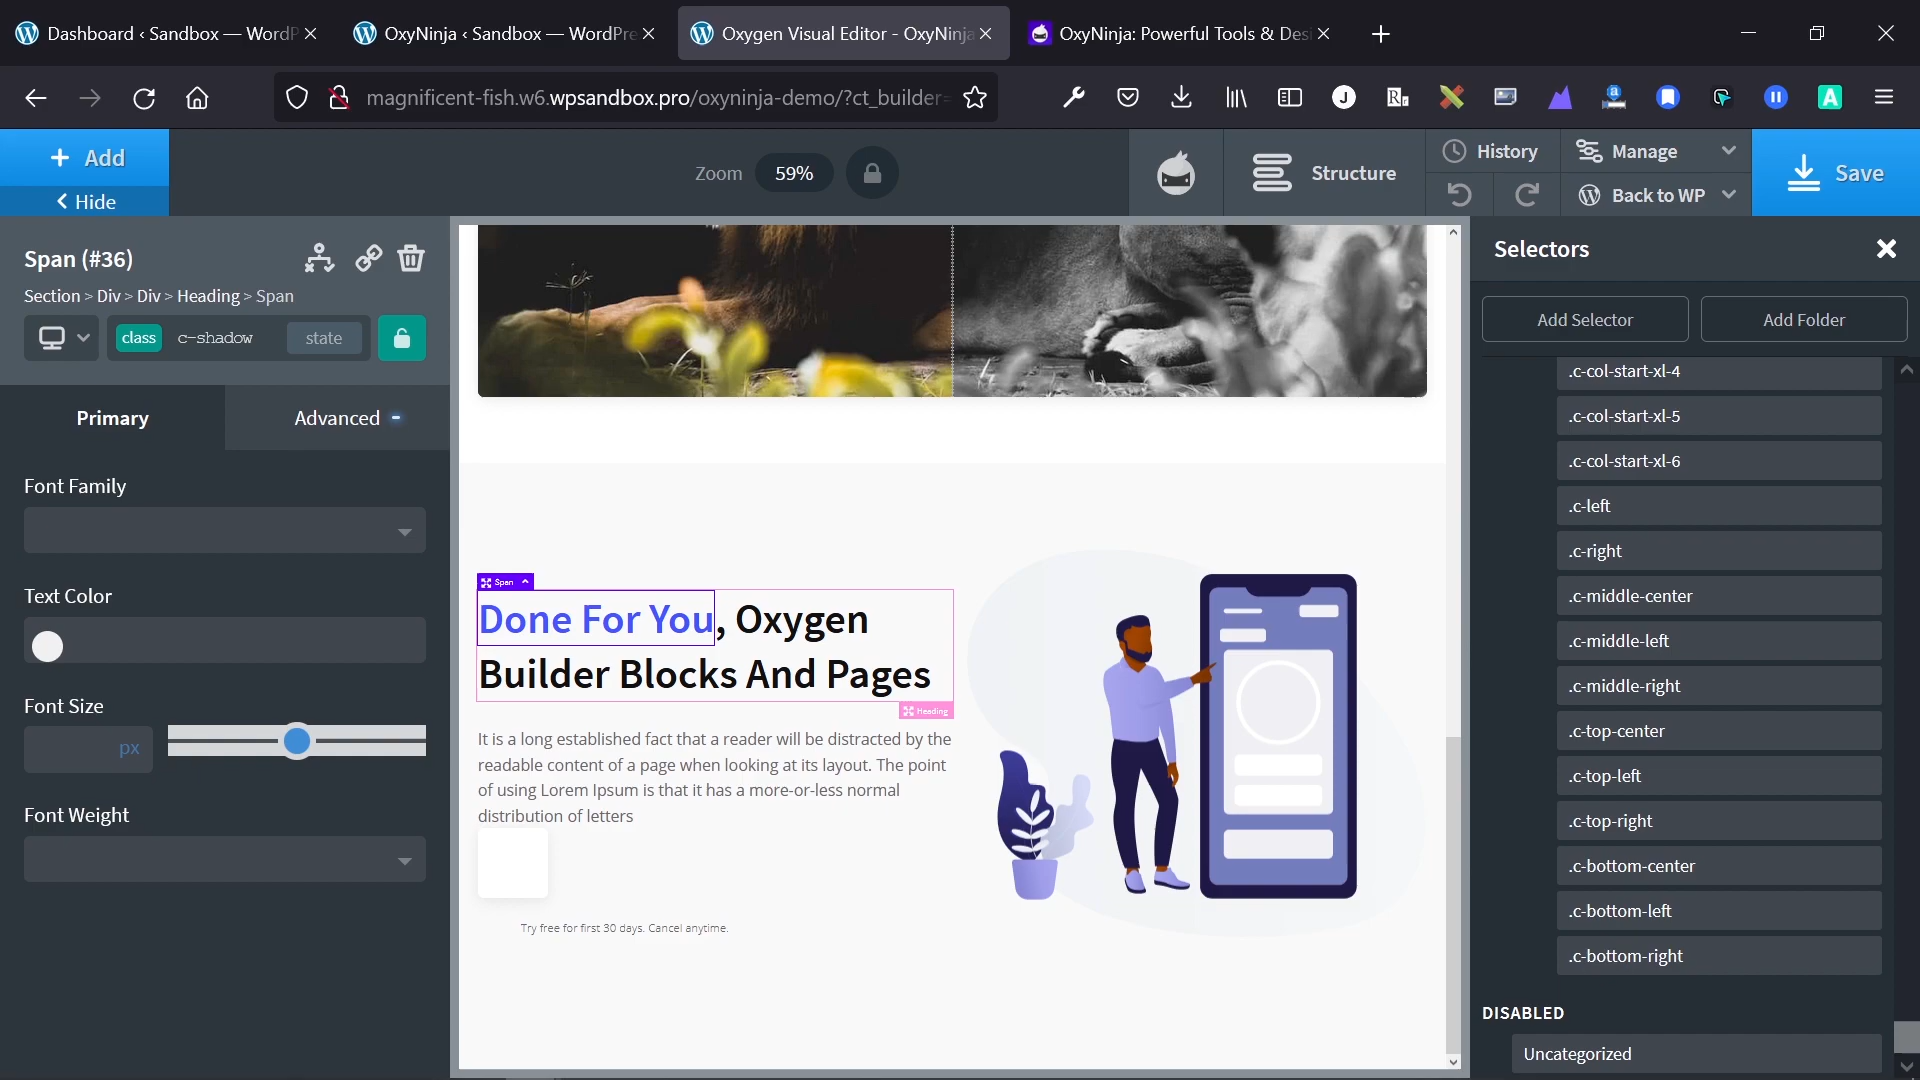 Dashboard ‹ Sandbox — WordP
OxyNinja ‹ Sandbox — WordPre
Oxygen Visual Editor - OxyNinja
OxyNinja: Powerful Tools & Desi
magnificent-fish.w6.wpsandbox.pro/oxyninja-demo/?ct_builder=
+ Add
Hide
Zoom 59%
Structure
History
Manage
Back to WP
Save
Span (#36)
Section > Div > Div > Heading > Span
class c-shadow state
Primary
Advanced
Font Family
Text Color
Font Size
px
Font Weight
Span
Done For You, Oxygen
Builder Blocks And Pages
Heading
It is a long established fact that a reader will be distracted by the
readable content of a page when looking at its layout. The point
of using Lorem Ipsum is that it has a more-or-less normal
distribution of letters
Try free for first 30 days. Cancel anytime.
Selectors
Add Selector
Add Folder
.c-col-start-xl-4
.c-col-start-xl-5
.c-col-start-xl-6
.c-left
.c-right
.c-middle-center
.c-middle-left
.c-middle-right
.c-top-center
.c-top-left
.c-top-right
.c-bottom-center
.c-bottom-left
.c-bottom-right
DISABLED
Uncategorized